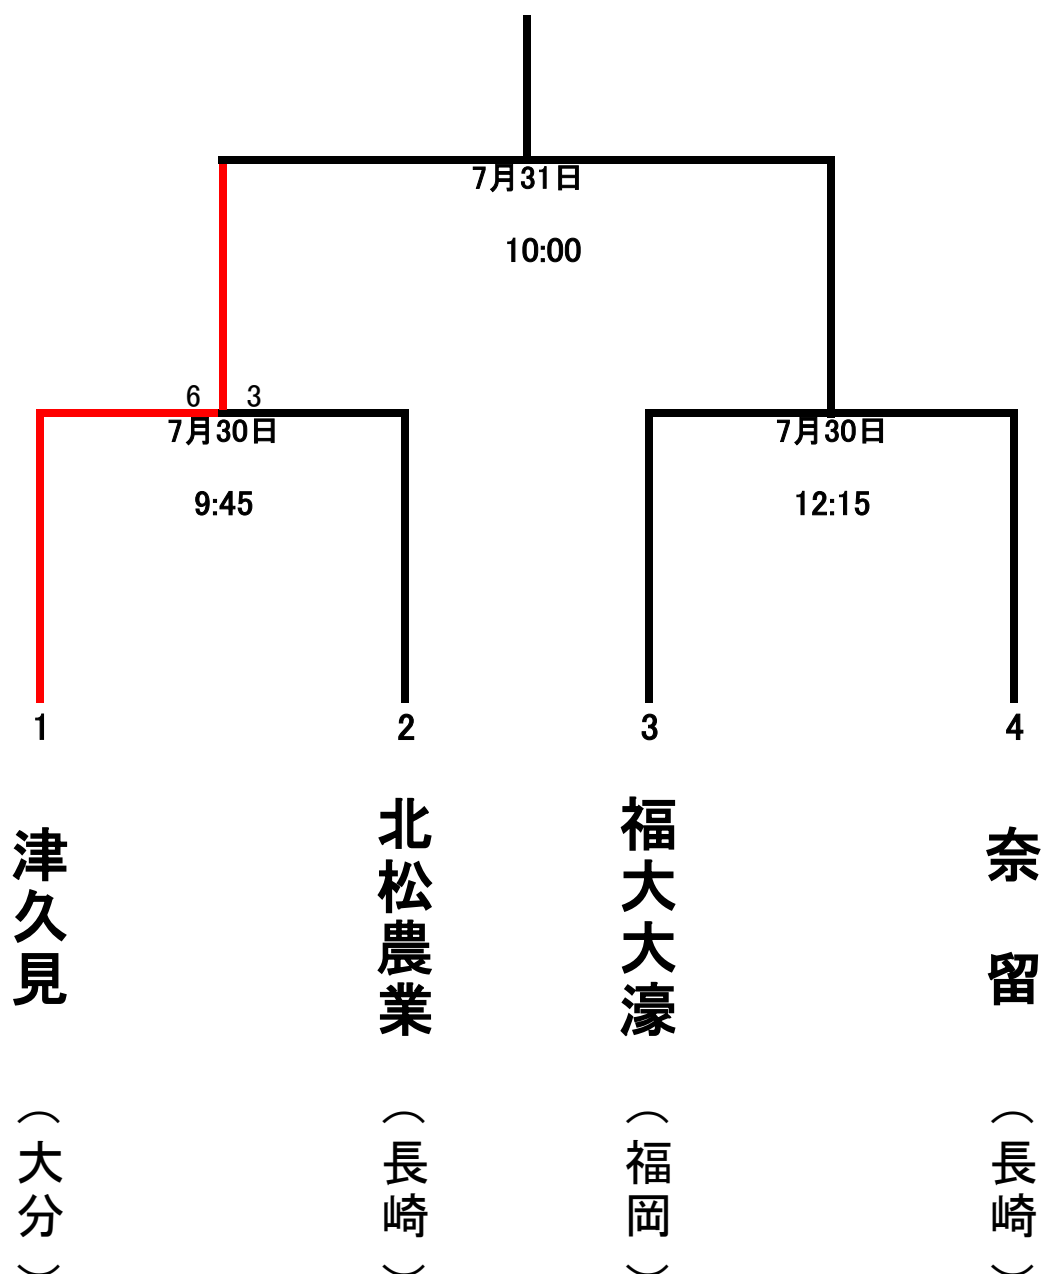 7月31日
10:00
6 3
7月30日
9:45
7月30日
12:15
1
2
3
4
津久見
北松農業
福大大濠
奈 留
（大分）
（長崎）
（福岡）
（長崎）